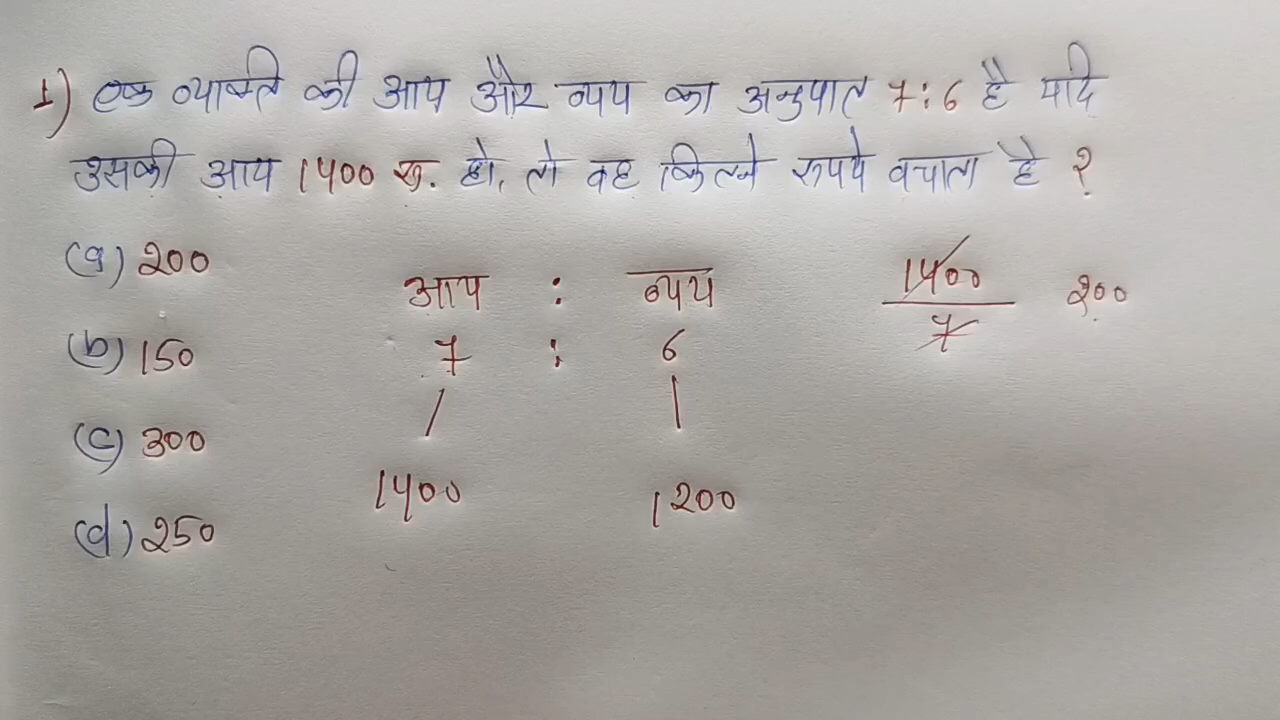 1) एक व्यक्ति की आय और व्यय का अनुपात 7:6 है यदि
उसकी आय 1400 रु. हो, तो वह कितने रुपये बचाता है ?
(a) 200
(b) 150
(c) 300
(d) 250
आय : व्यय
7 : 6
1400 1200
1400
7
200